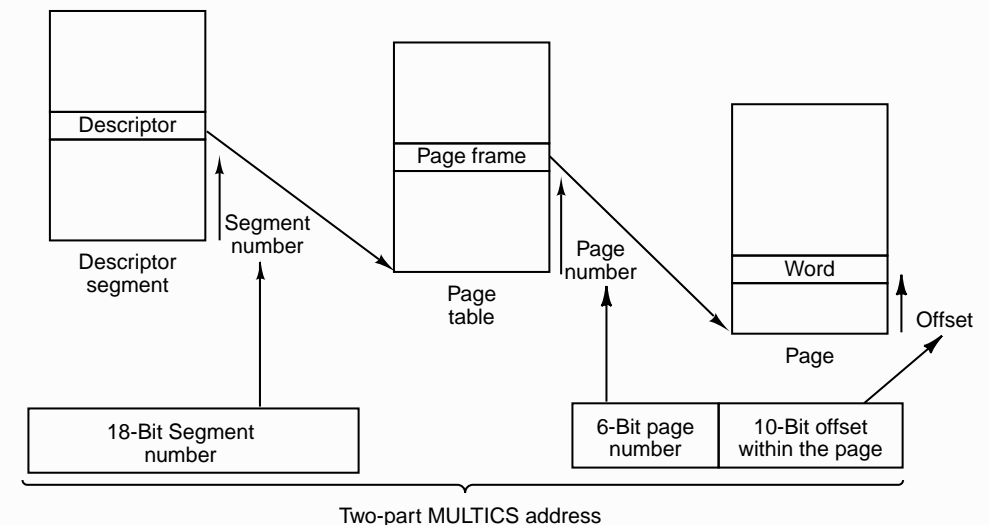 Descriptor
Segment
number
Descriptor
segment
Page frame
Page
number
Page
table
Word
Offset
Page
18-Bit Segment
number
6-Bit page
number
10-Bit offset
within the page
Two-part MULTICS address